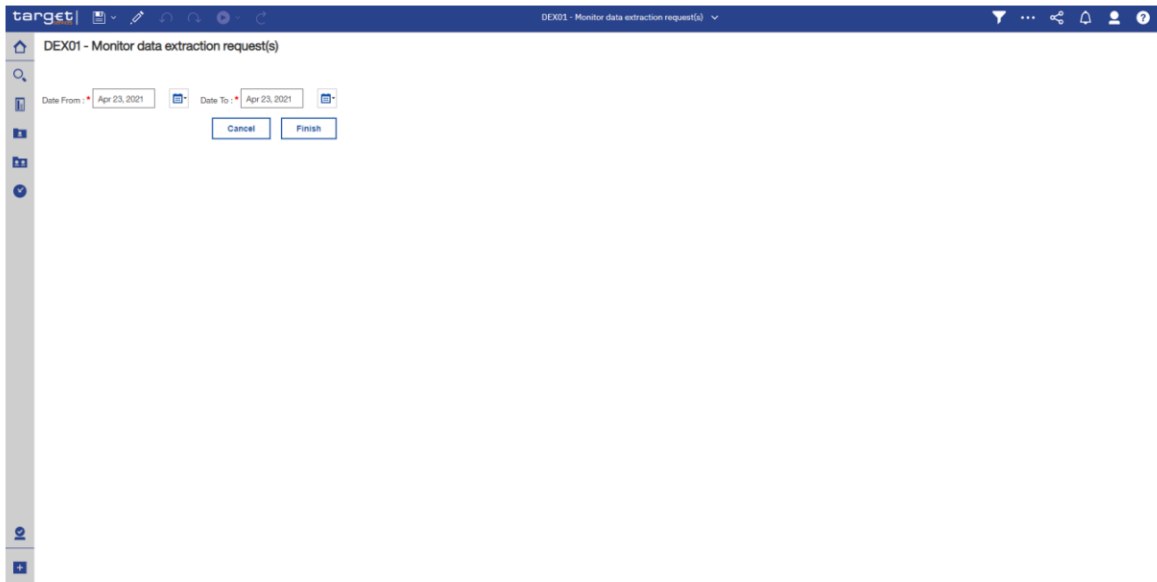 target|
DEX01 - Monitor data extraction request(s)
DEX01 - Monitor data extraction request(s)
Date From : * Apr 23, 2021 Date To : * Apr 23, 2021
Cancel Finish